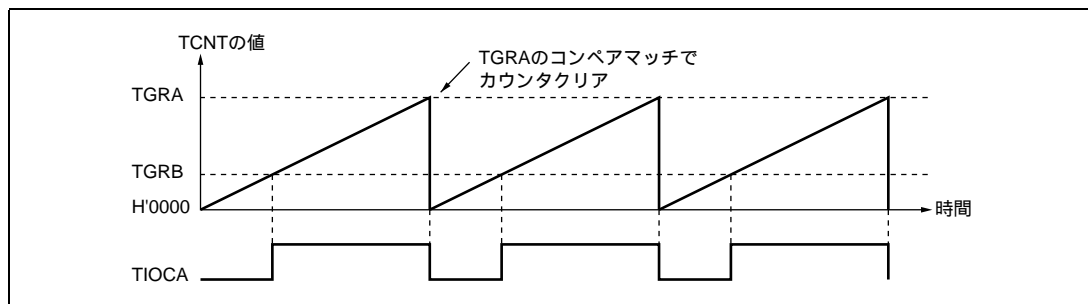 TCNTの値
TGRAのコンペアマッチで
カウンタクリア
TGRA
TGRB
H'0000
時間
TIOCA